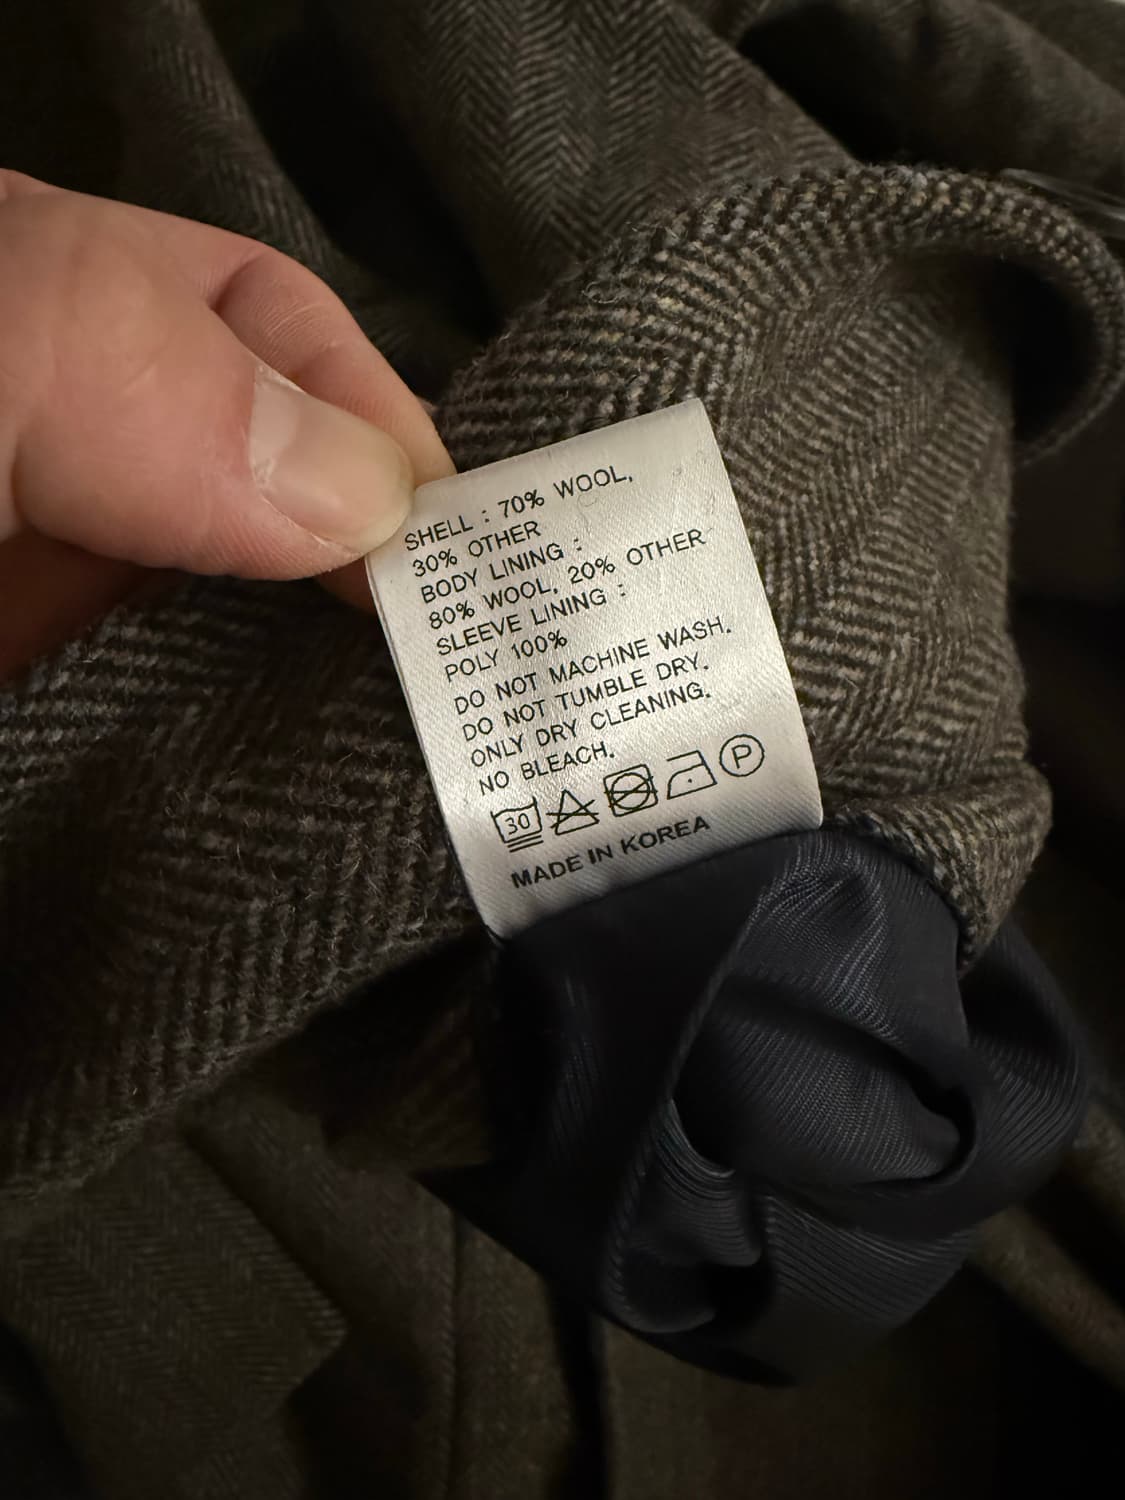 SHELL : 70% WOOL,
30% OTHER
BODY LINING :
80% WOOL, 20% OTHER
SLEEVE LINING :
POLY 100%
DO NOT MACHINE WASH.
DO NOT TUMBLE DRY.
ONLY DRY CLEANING.
NO BLEACH.
30 P
MADE IN KOREA